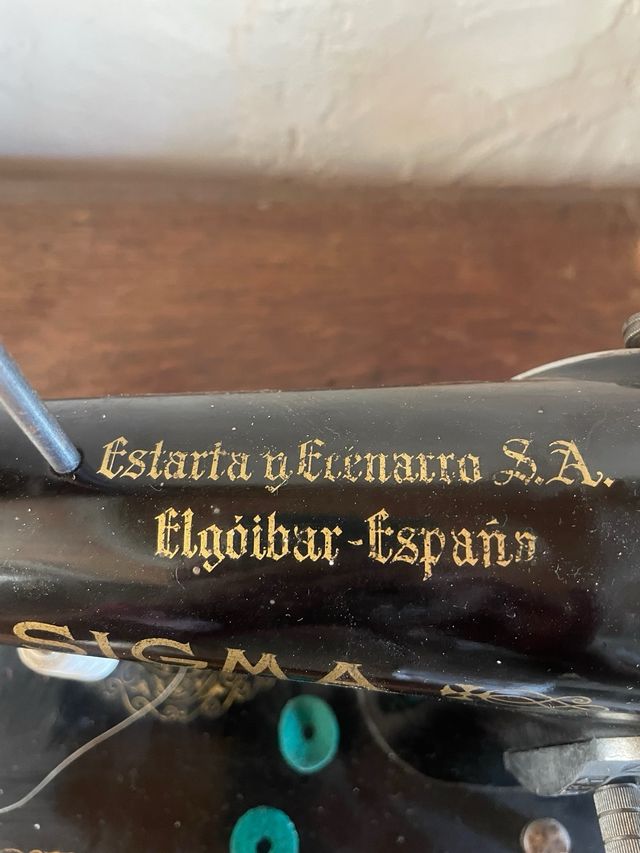 Estarta y Ecenarro S.A.
Elgóibar-España
SIGMA